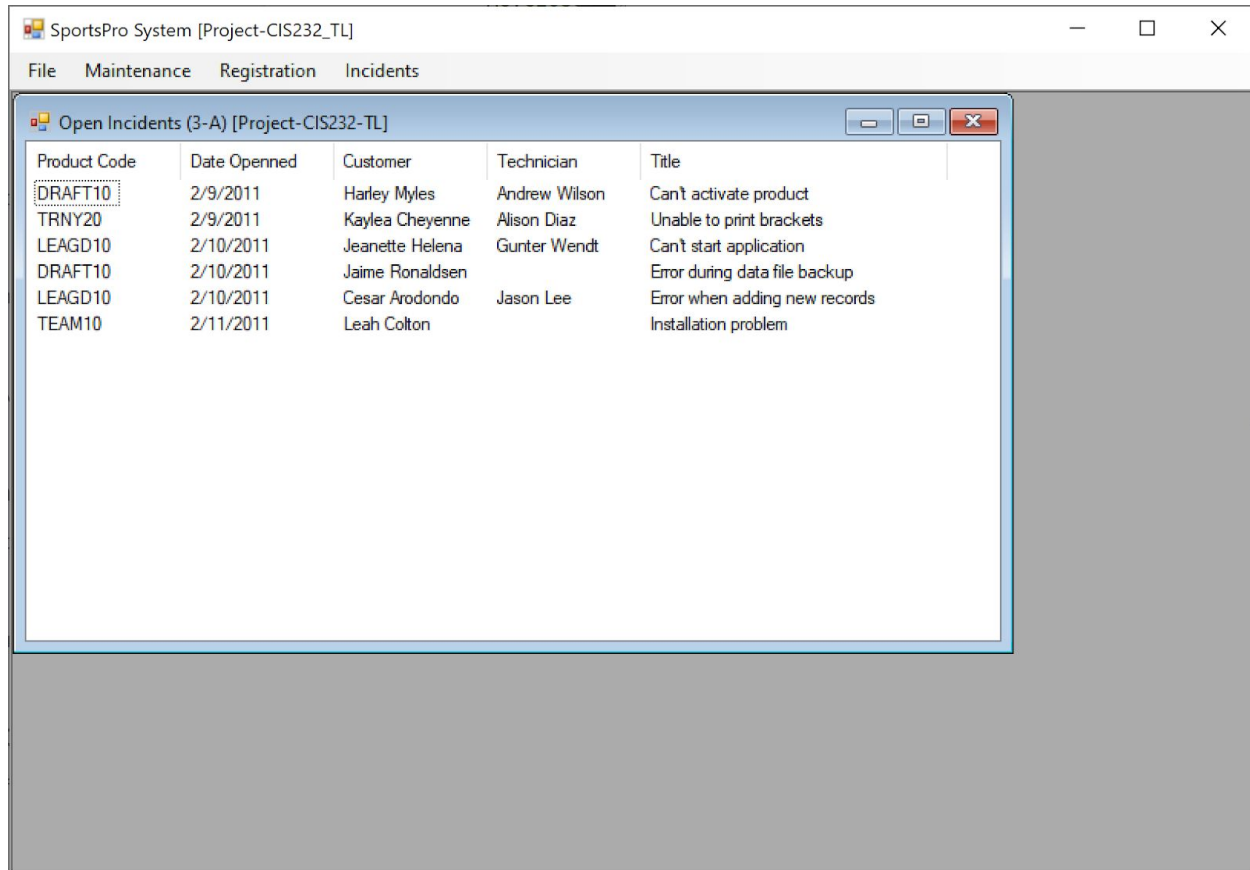 SportsPro System [Project-CIS232_TL]
File Maintenance Registration Incidents
Open Incidents (3-A) [Project-CIS232-TL]
Product Code Date Openned Customer Technician Title
DRAFT10 2/9/2011 Harley Myles Andrew Wilson Can't activate product
TRNY20 2/9/2011 Kaylea Cheyenne Alison Diaz Unable to print brackets
LEAGD10 2/10/2011 Jeanette Helena Gunter Wendt Can't start application
DRAFT10 2/10/2011 Jaime Ronaldsen Error during data file backup
LEAGD10 2/10/2011 Cesar Arodondo Jason Lee Error when adding new records
TEAM10 2/11/2011 Leah Colton Installation problem